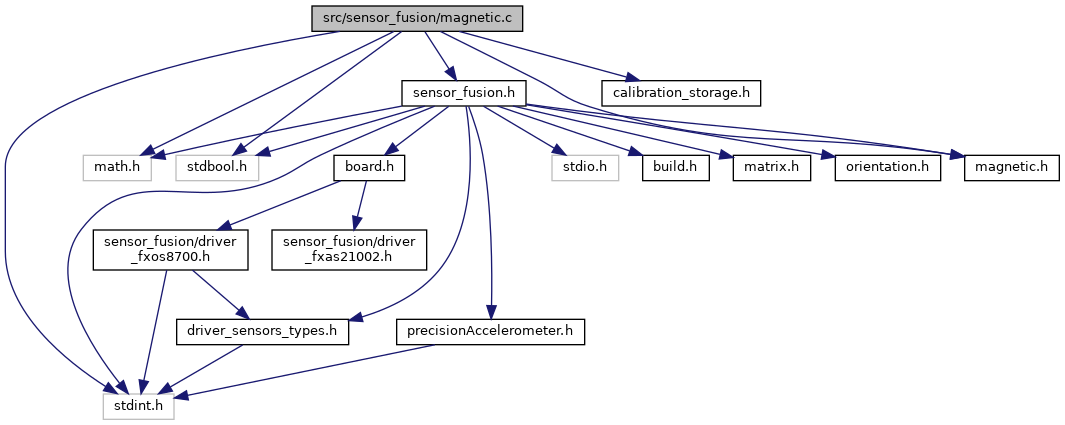 src/sensor_fusion/magnetic.c
sensor_fusion.h
calibration_storage.h
math.h
stdbool.h
board.h
stdio.h
build.h
matrix.h
orientation.h
magnetic.h
sensor_fusion/driver
_fxos8700.h
sensor_fusion/driver
_fxas21002.h
driver_sensors_types.h
precisionAccelerometer.h
stdint.h